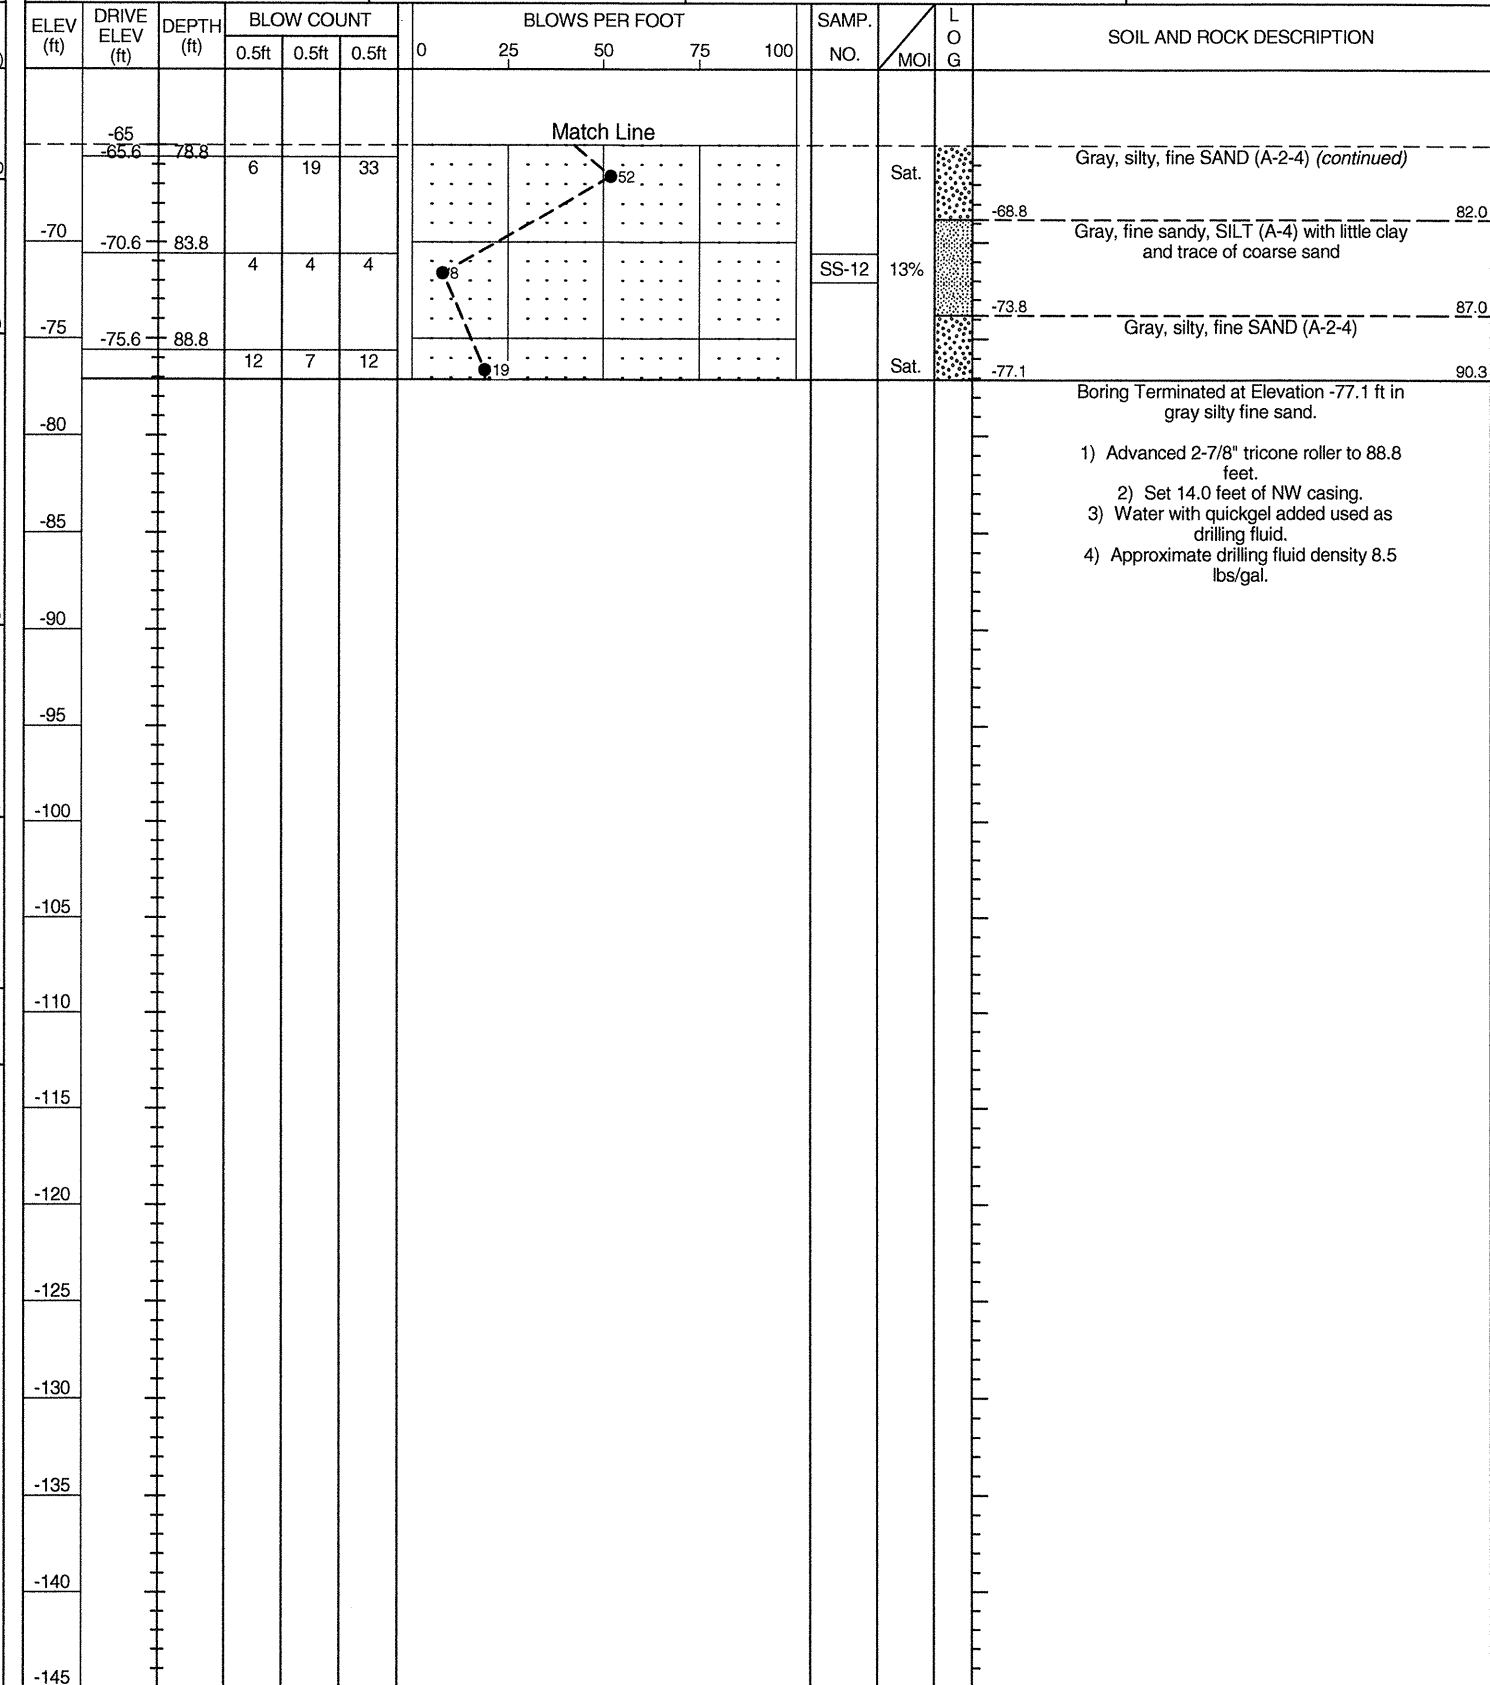 ELEV (ft) DRIVE ELEV (ft) DEPTH (ft) BLOW COUNT BLOWS PER FOOT SAMP. NO. MOI LOG SOIL AND ROCK DESCRIPTION
0.5ft 0.5ft 0.5ft 0 25 50 75 100
-65 Match Line
-65.6 78.8 Gray, silty, fine SAND (A-2-4) (continued)
6 19 33 52 Sat.
-68.8 82.0
-70 Gray, fine sandy, SILT (A-4) with little clay
-70.6 83.8 and trace of coarse sand
4 4 4 8 SS-12 13%
-73.8 87.0
-75 Gray, silty, fine SAND (A-2-4)
-75.6 88.8
12 7 12 19 Sat. -77.1 90.3
Boring Terminated at Elevation -77.1 ft in
gray silty fine sand.
-80
1) Advanced 2-7/8" tricone roller to 88.8
feet.
2) Set 14.0 feet of NW casing.
-85 3) Water with quickgel added used as
drilling fluid.
4) Approximate drilling fluid density 8.5
lbs/gal.
-90
-95
-100
-105
-110
-115
-120
-125
-130
-135
-140
-145